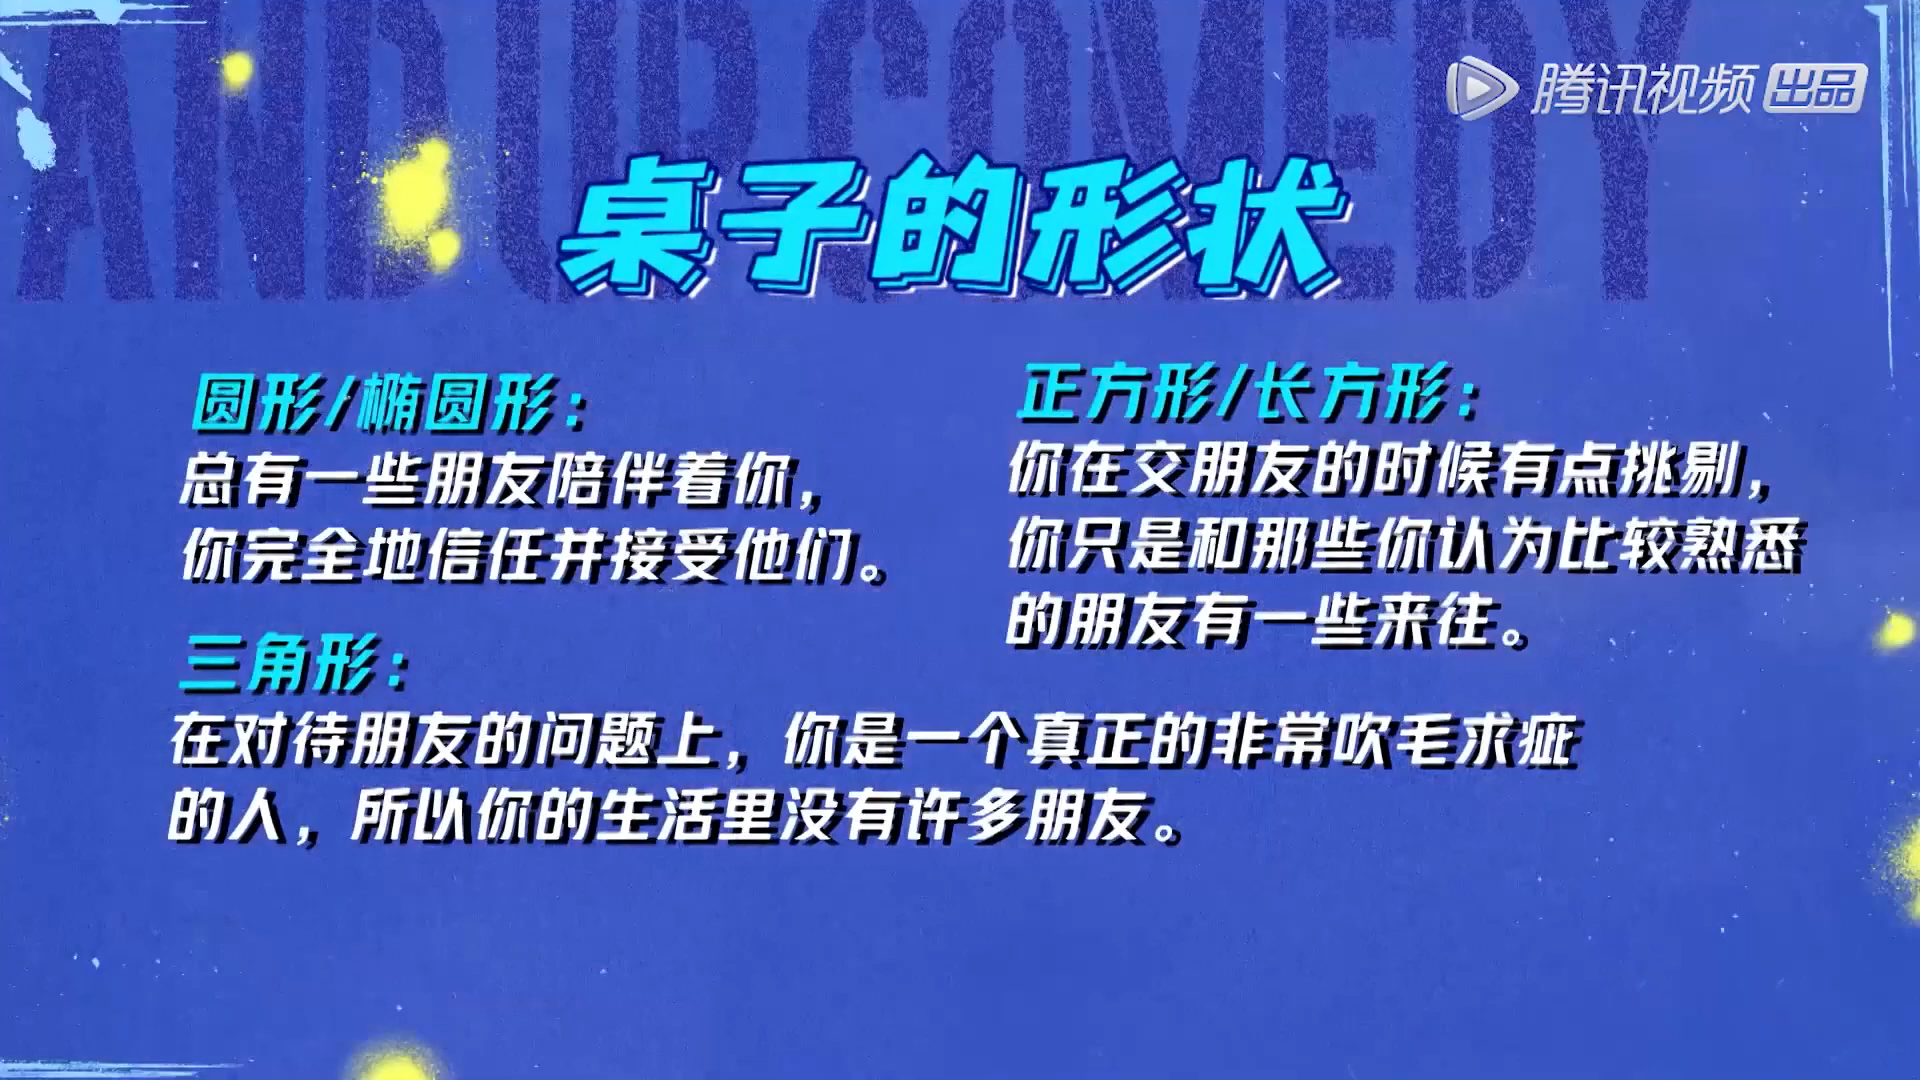 AND UP COMEDY
腾讯视频 出品
桌子的形状
圆形/椭圆形：
总有一些朋友陪伴着你，
你完全地信任并接受他们。
正方形/长方形：
你在交朋友的时候有点挑剔，
你只是和那些你认为比较熟悉
的朋友有一些来往。
三角形：
在对待朋友的问题上，你是一个真正的非常吹毛求疵
的人，所以你的生活里没有许多朋友。